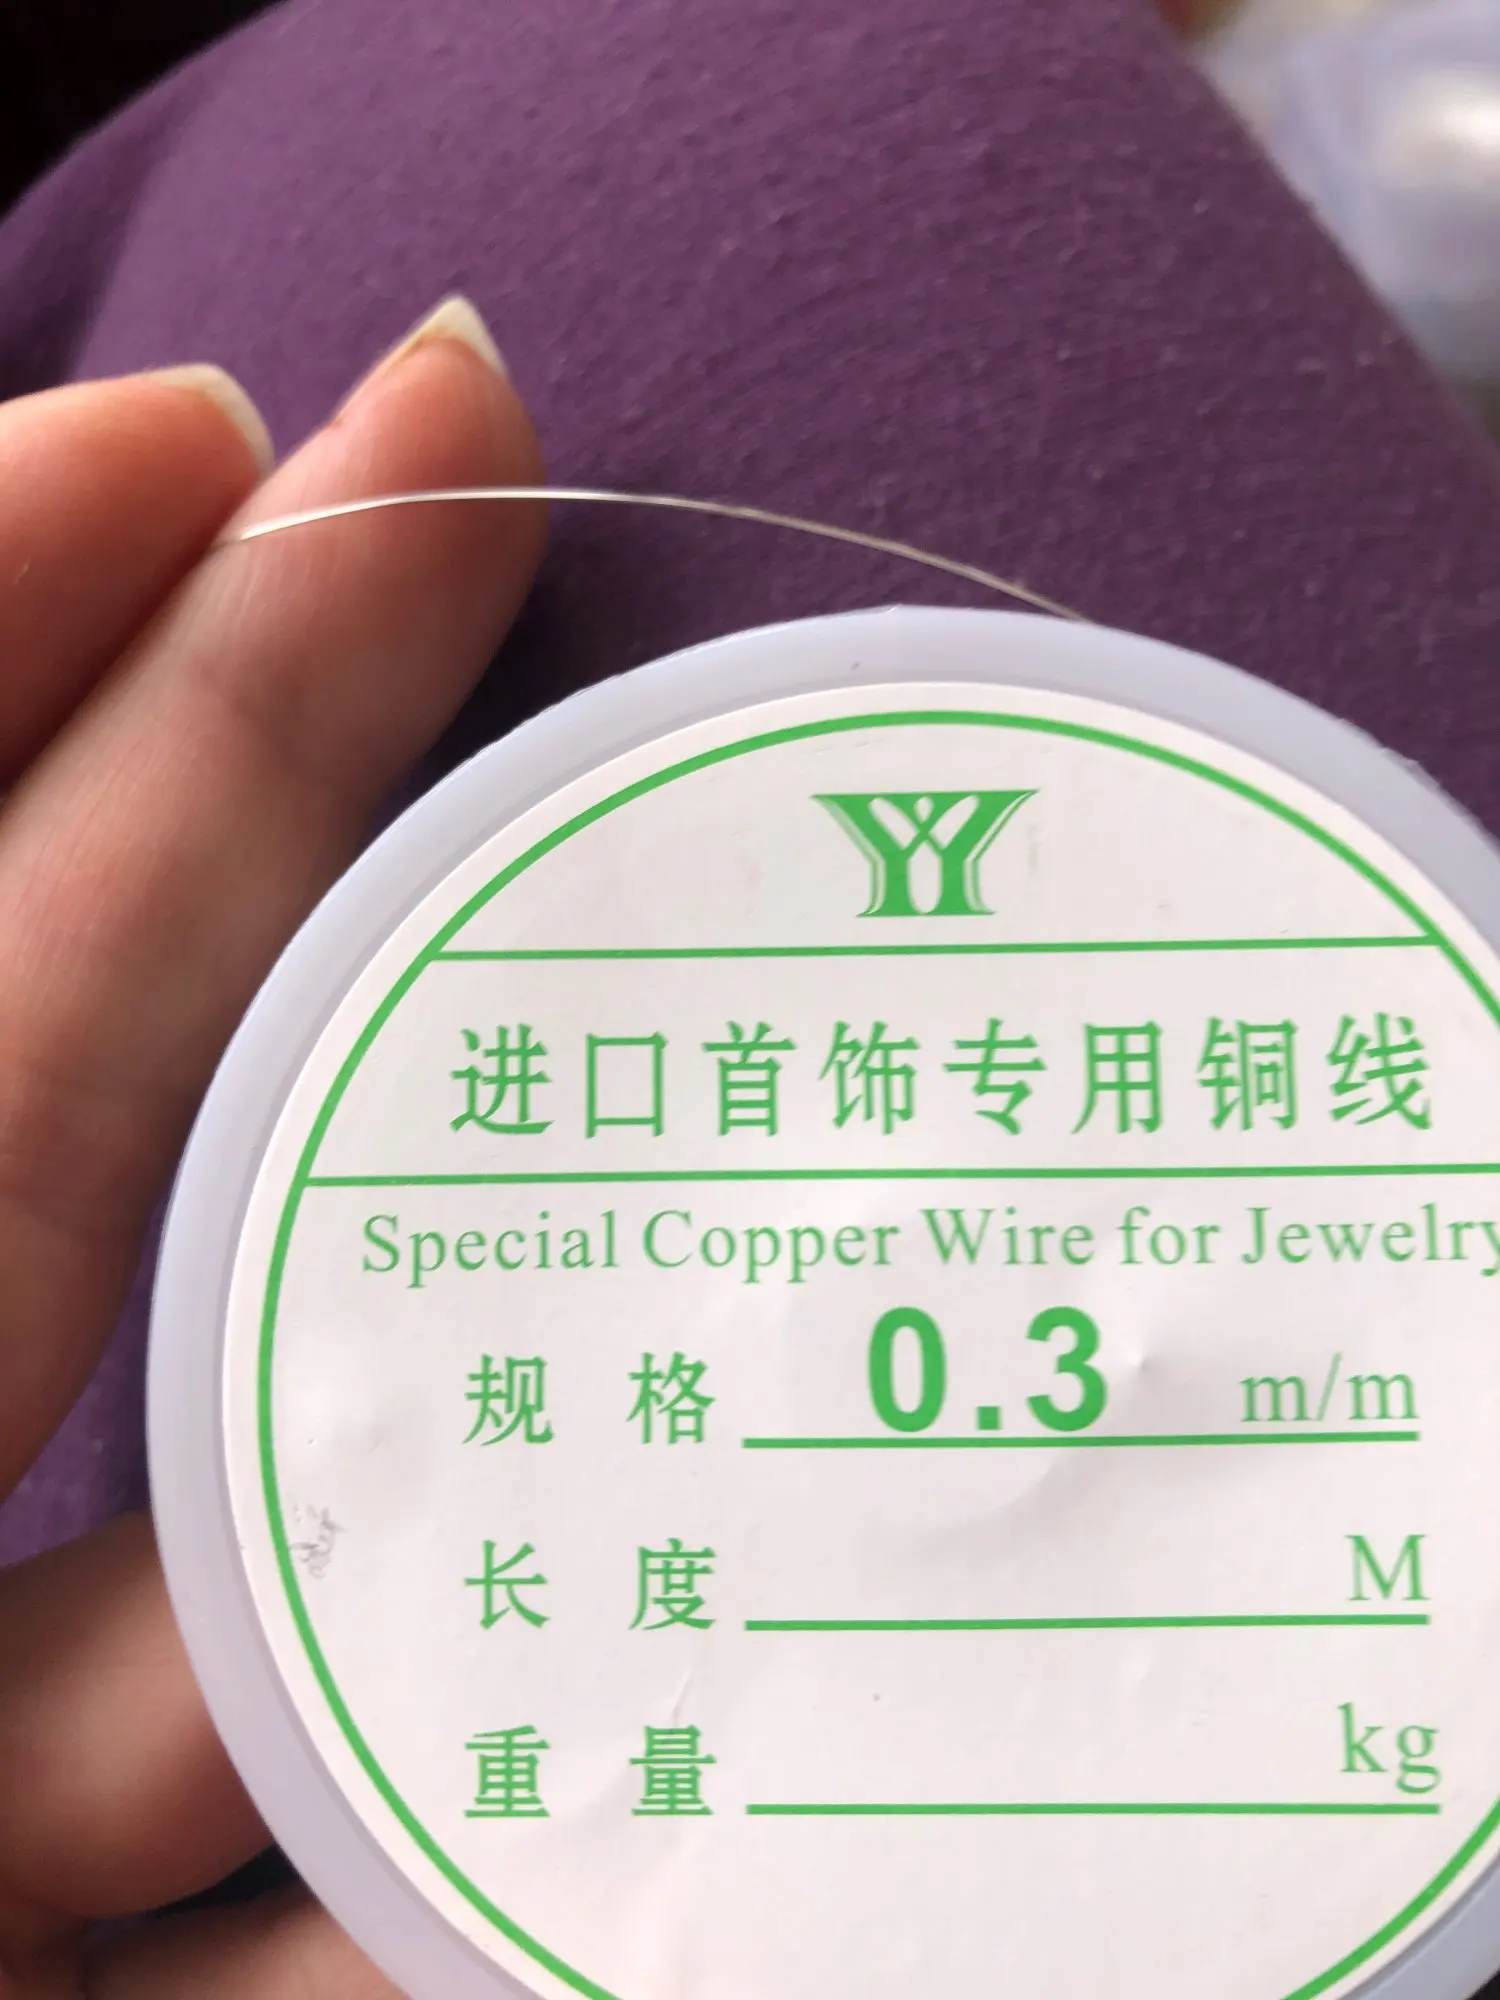 进口首饰专用铜线
Special Copper Wire for Jewelry
规 格 0.3 m/m
长 度 M
重 量 kg